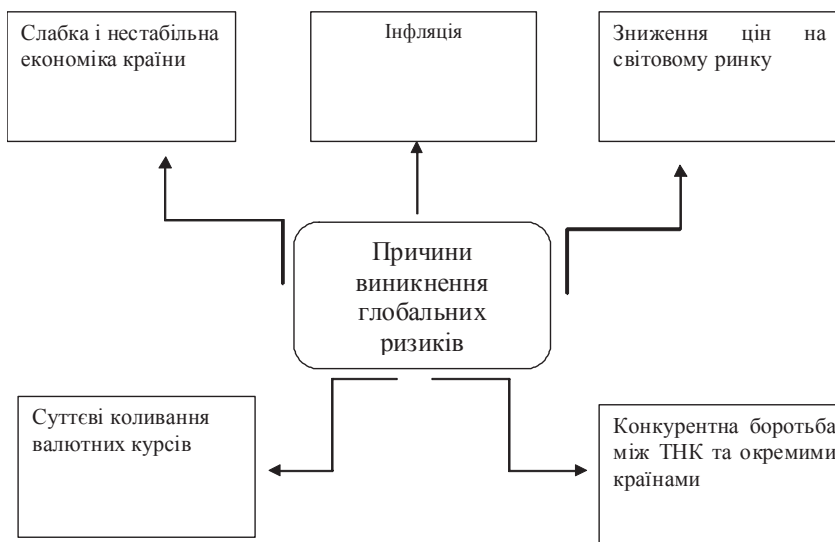 Слабка і нестабільна
економіка країни
Інфляція
Зниження цін на
світовому ринку
Причини
виникнення
глобальних
ризиків
Суттєві коливання
валютних курсів
Конкурентна боротьба
між ТНК та окремими
країнами